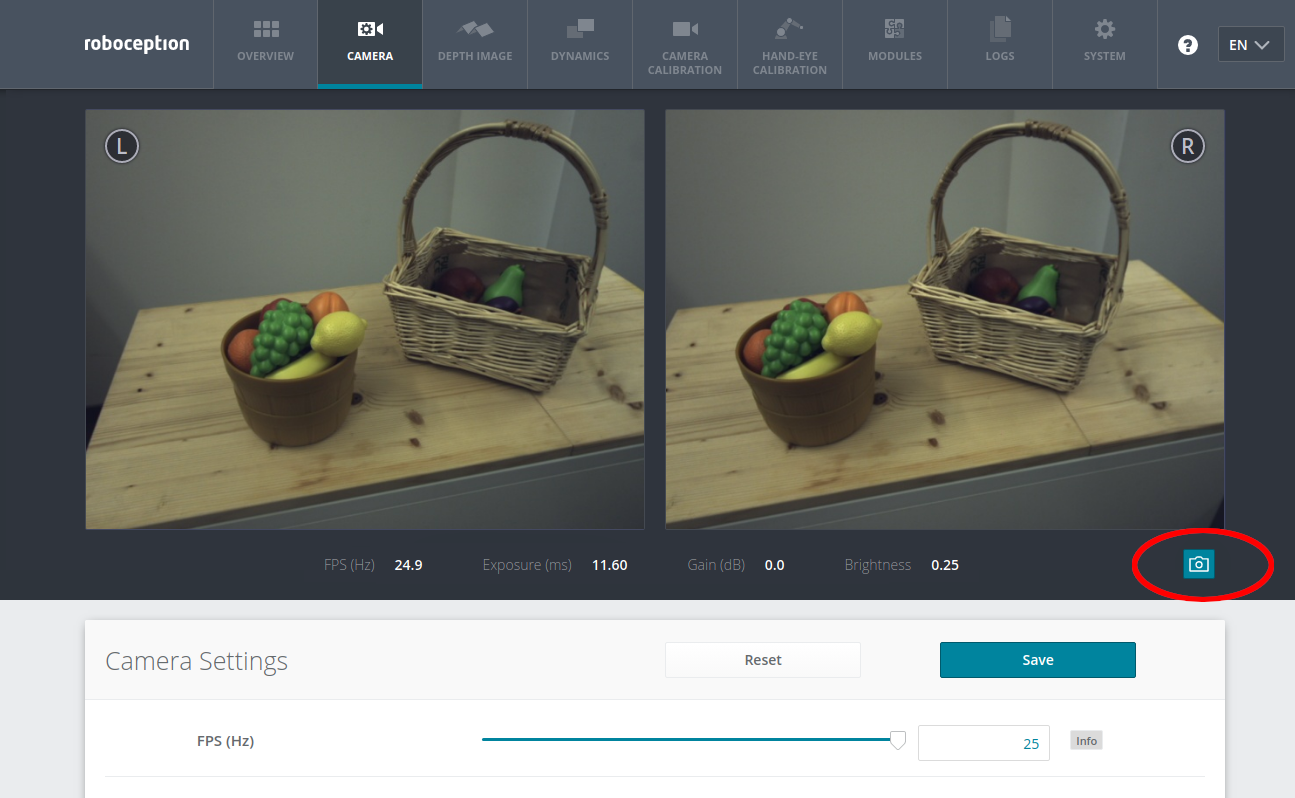 roboception
OVERVIEW
CAMERA
DEPTH IMAGE
DYNAMICS
CAMERA
CALIBRATION
HAND-EYE
CALIBRATION
MODULES
LOGS
SYSTEM
?
EN
L
R
FPS (Hz) 24.9 Exposure (ms) 11.60 Gain (dB) 0.0 Brightness 0.25
Camera Settings
Reset
Save
FPS (Hz)
25
Info